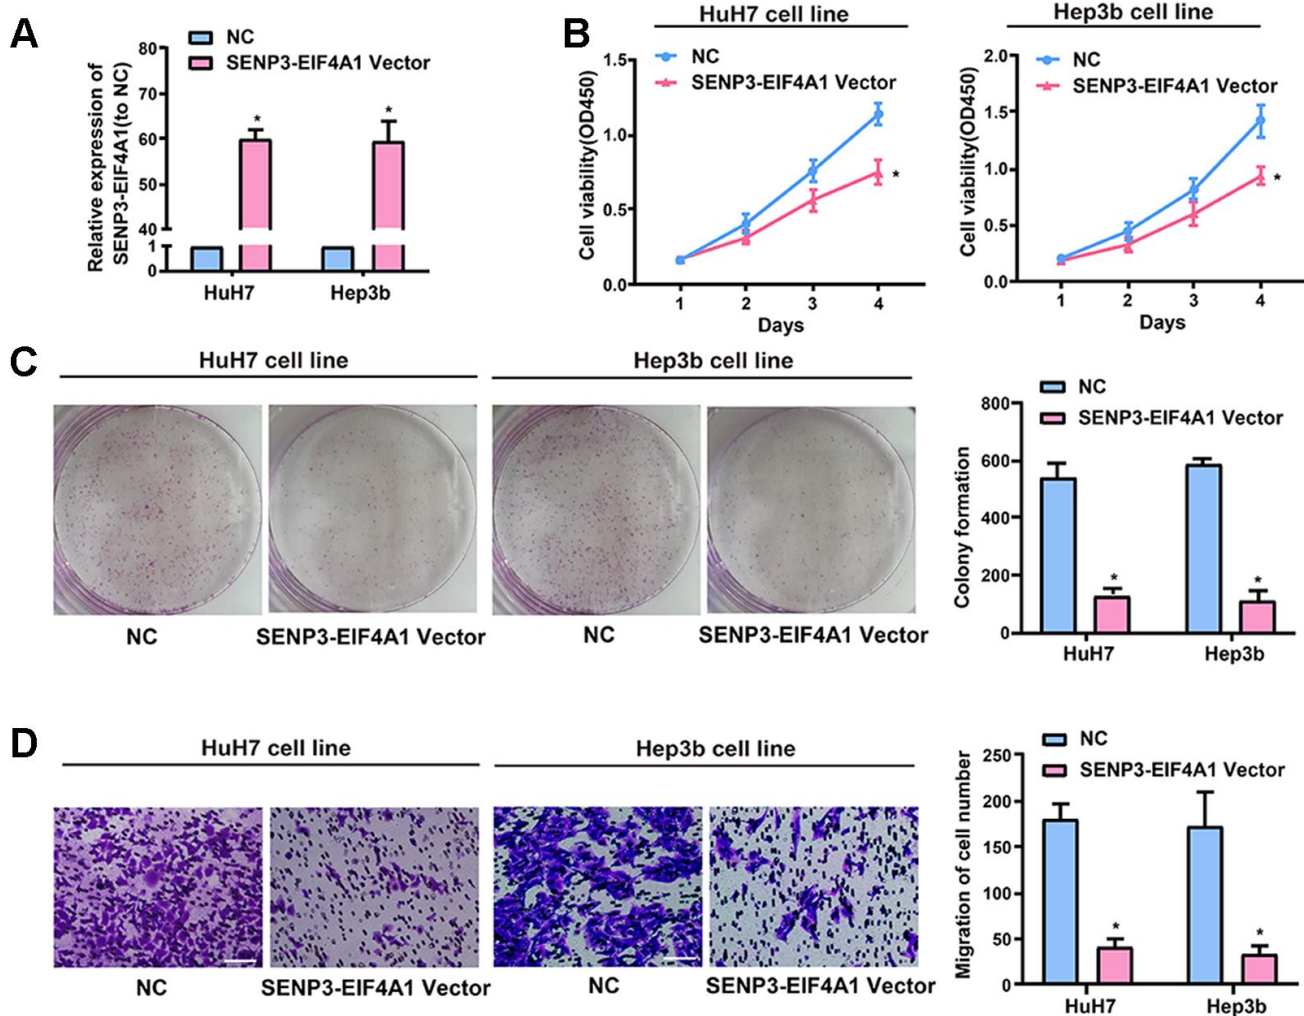 A
NC
SENP3-EIF4A1 Vector
Relative expression of
SENP3-EIF4A1(to NC)
80
70
60
50
40
1
0
*
*
HuH7
Hep3b
B
HuH7 cell line
NC
SENP3-EIF4A1 Vector
Cell viability(OD450)
1.5
1.0
0.5
0.0
*
1 2 3 4
Days
Hep3b cell line
NC
SENP3-EIF4A1 Vector
Cell viability(OD450)
2.0
1.5
1.0
0.5
0.0
*
1 2 3 4
Days
C
HuH7 cell line
Hep3b cell line
NC
SENP3-EIF4A1 Vector
NC
SENP3-EIF4A1 Vector
NC
SENP3-EIF4A1 Vector
Colony formation
800
600
400
200
0
*
*
HuH7
Hep3b
D
HuH7 cell line
Hep3b cell line
NC
SENP3-EIF4A1 Vector
NC
SENP3-EIF4A1 Vector
NC
SENP3-EIF4A1 Vector
Migration of cell number
250
200
150
100
50
0
*
*
HuH7
Hep3b